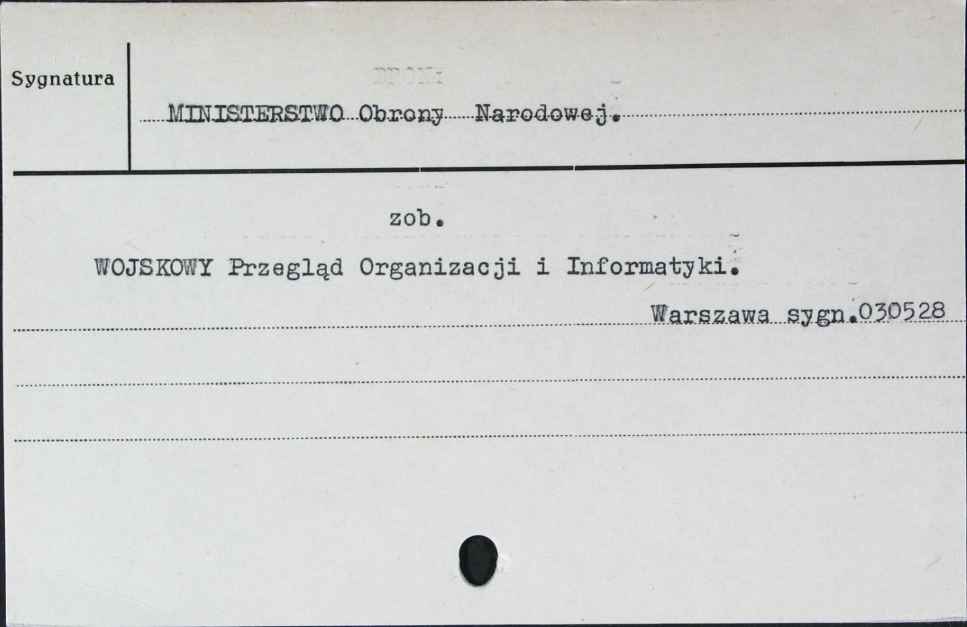 Sygnatura
MINISTERSTWO Obrony Narodowej.
zob.
WOJSKOWY Przegląd Organizacji i Informatyki.
Warszawa sygn.030528